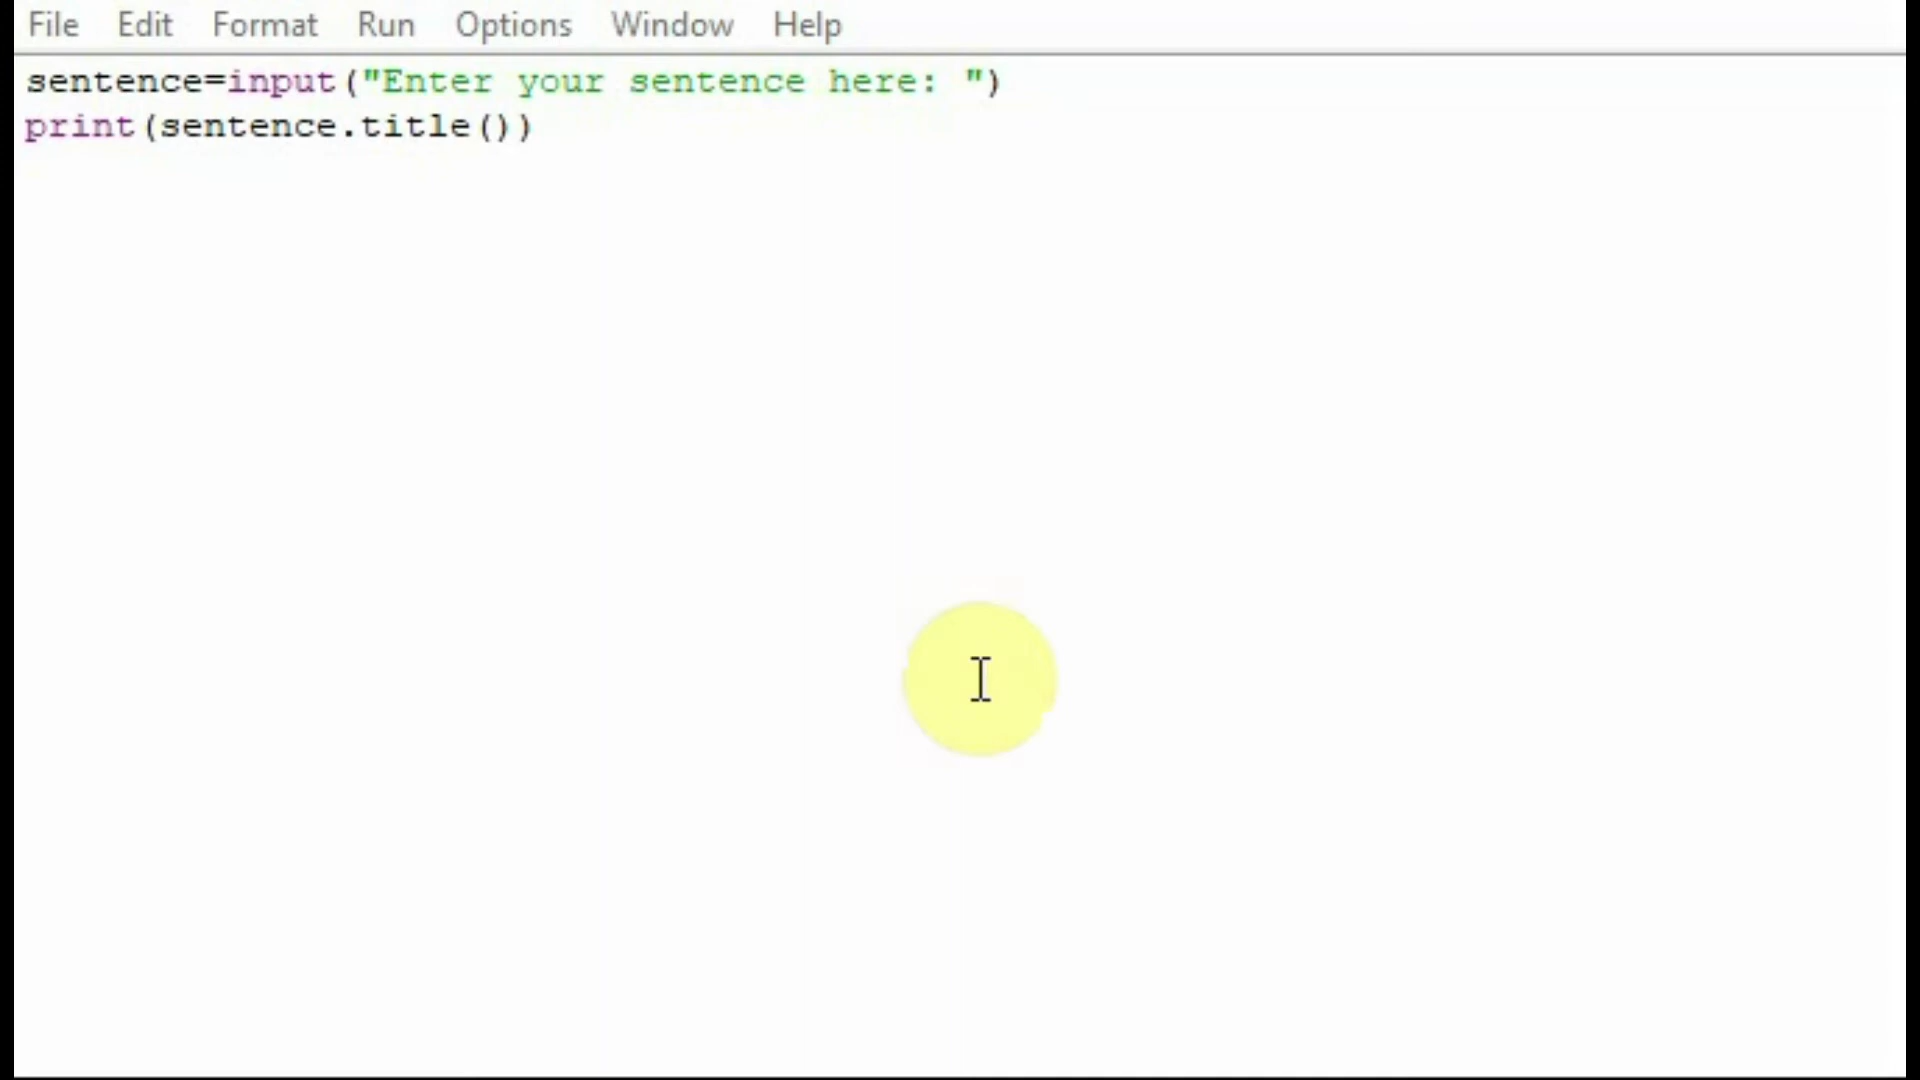 File Edit Format Run Options Window Help
sentence=input("Enter your sentence here: ")
print(sentence.title())